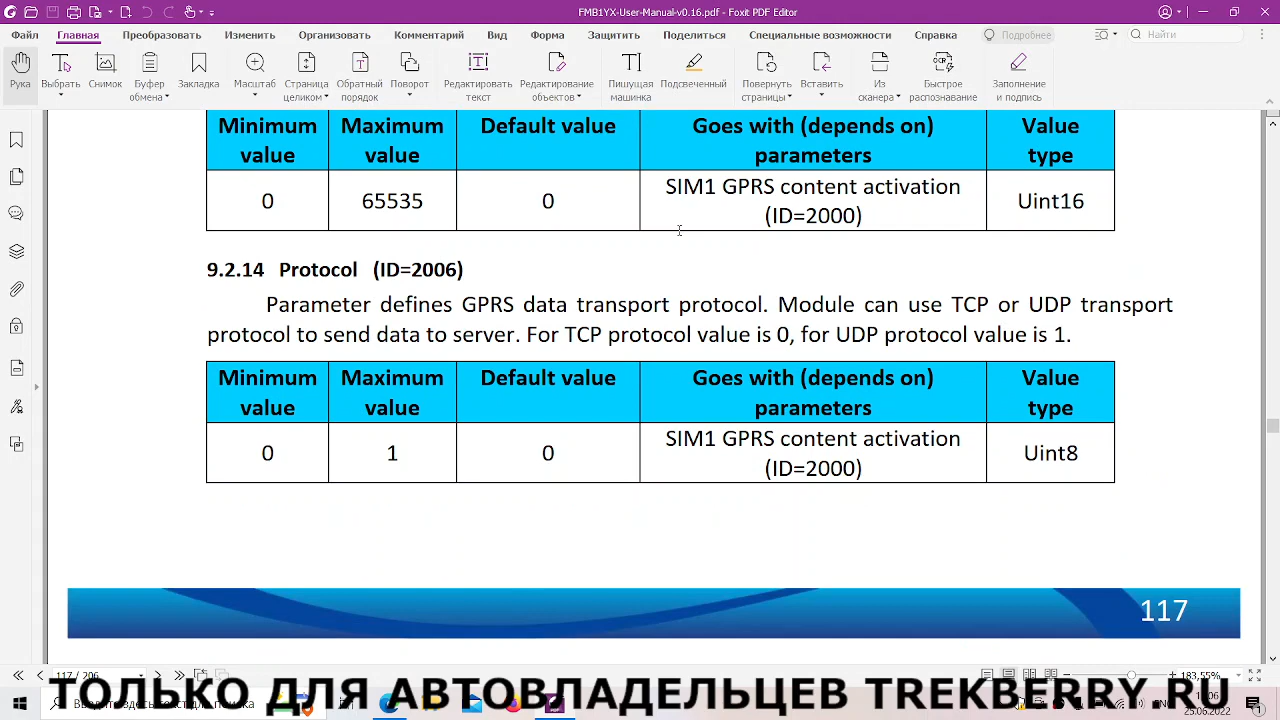 FMB1YX-User-Manual-v0.16.pdf - Foxit PDF Editor
Файл Главная Преобразовать Изменить Организовать Комментарий Вид Форма Защитить Поделиться Специальные возможности Справка Подробнее Найти
Рука Выбрать Снимок Буфер обмена Закладка Масштаб Страница целиком Обратный порядок Поворот Редактировать текст Редактирование объектов Пишущая машинка Подсвеченный Повернуть страницы Вставить Из сканера Быстрое распознавание Заполнение и подпись
Minimum value Maximum value Default value Goes with (depends on) parameters Value type
0 65535 0 SIM1 GPRS content activation (ID=2000) Uint16
9.2.14 Protocol (ID=2006)
Parameter defines GPRS data transport protocol. Module can use TCP or UDP transport
protocol to send data to server. For TCP protocol value is 0, for UDP protocol value is 1.
Minimum value Maximum value Default value Goes with (depends on) parameters Value type
0 1 0 SIM1 GPRS content activation (ID=2000) Uint8
117
117 / 206 183.55%
ТОЛЬКО ДЛЯ АВТОВЛАДЕЛЬЦЕВ TREKBERRY.RU
25.06.2022